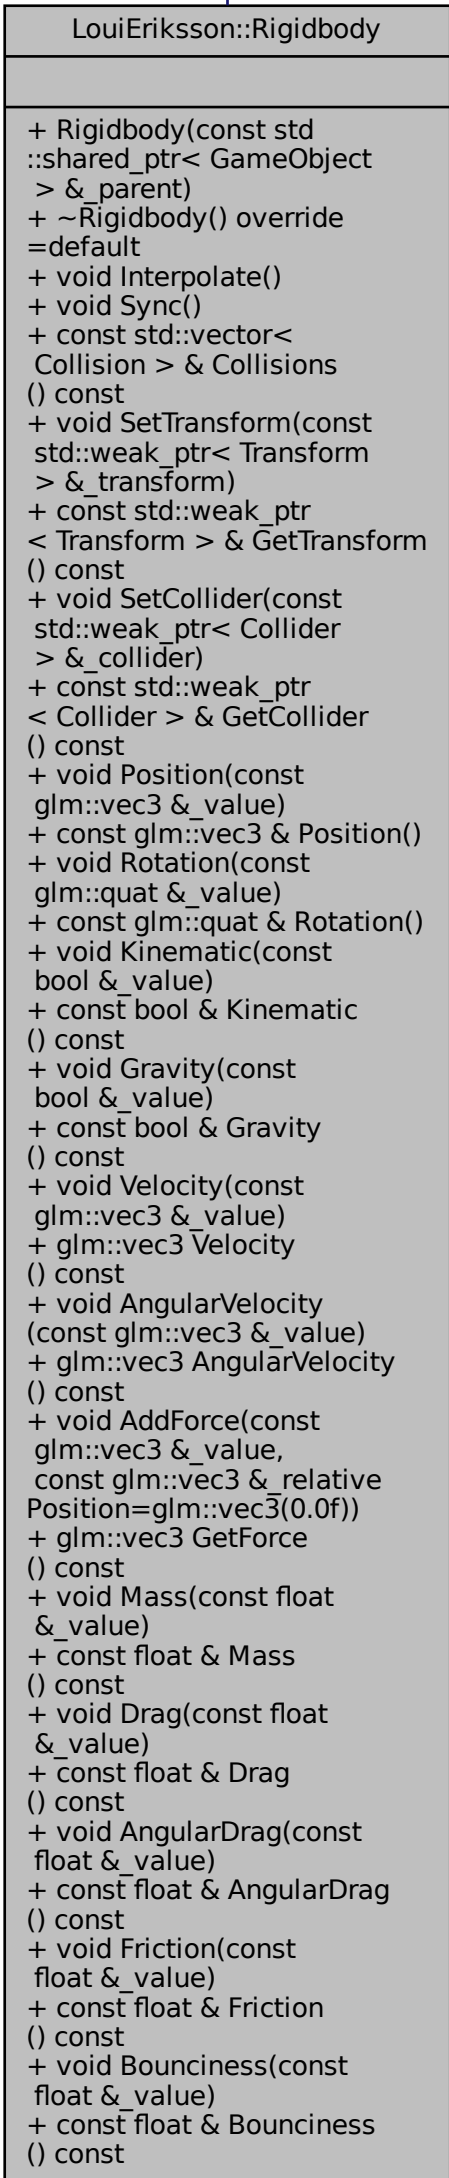 LouiEriksson::Rigidbody
+ Rigidbody(const std
::shared_ptr< GameObject
 > &_parent)
+ ~Rigidbody() override
=default
+ void Interpolate()
+ void Sync()
+ const std::vector<
 Collision > & Collisions
() const
+ void SetTransform(const
 std::weak_ptr< Transform
 > &_transform)
+ const std::weak_ptr
< Transform > & GetTransform
() const
+ void SetCollider(const
 std::weak_ptr< Collider
 > &_collider)
+ const std::weak_ptr
< Collider > & GetCollider
() const
+ void Position(const
 glm::vec3 &_value)
+ const glm::vec3 & Position()
+ void Rotation(const
 glm::quat &_value)
+ const glm::quat & Rotation()
+ void Kinematic(const
 bool &_value)
+ const bool & Kinematic
() const
+ void Gravity(const
 bool &_value)
+ const bool & Gravity
() const
+ void Velocity(const
 glm::vec3 &_value)
+ glm::vec3 Velocity
() const
+ void AngularVelocity
(const glm::vec3 &_value)
+ glm::vec3 AngularVelocity
() const
+ void AddForce(const
 glm::vec3 &_value,
 const glm::vec3 &_relative
Position=glm::vec3(0.0f))
+ glm::vec3 GetForce
() const
+ void Mass(const float
 &_value)
+ const float & Mass
() const
+ void Drag(const float
 &_value)
+ const float & Drag
() const
+ void AngularDrag(const
 float &_value)
+ const float & AngularDrag
() const
+ void Friction(const
 float &_value)
+ const float & Friction
() const
+ void Bounciness(const
 float &_value)
+ const float & Bounciness
() const